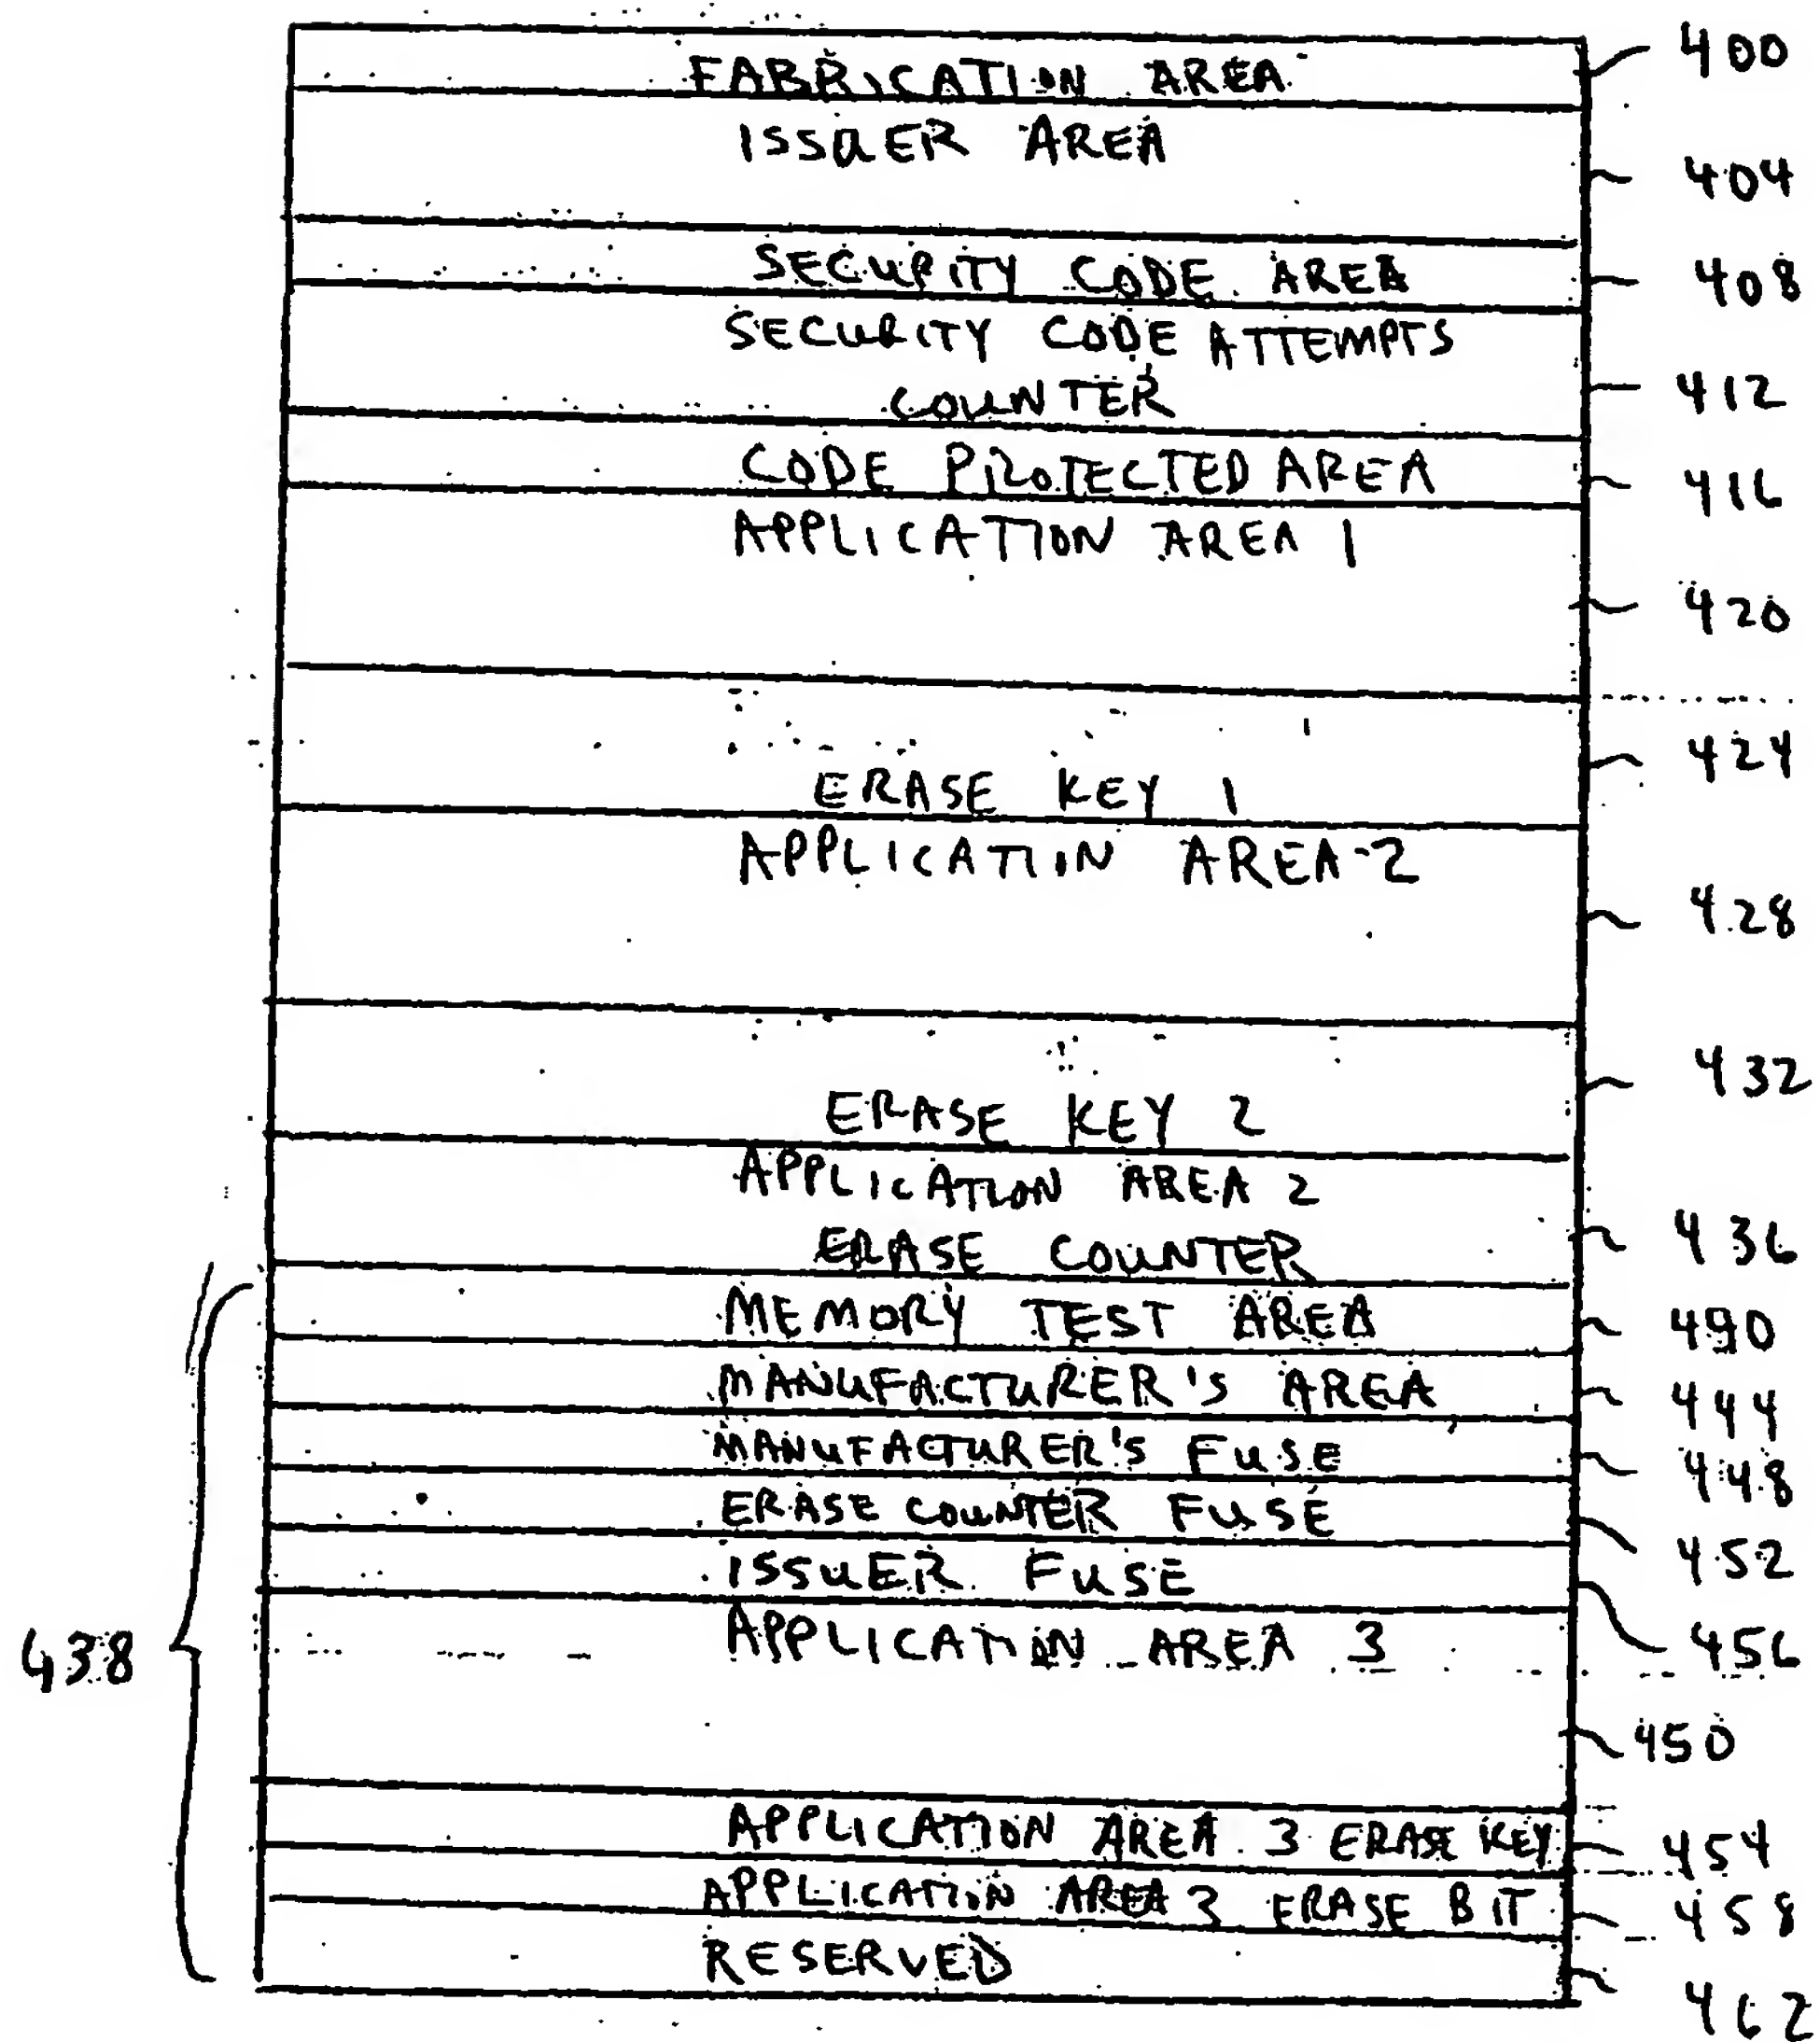 FABRICATION AREA 400
ISSUER AREA
404
SECURITY CODE AREA 408
SECURITY CODE ATTEMPTS
COUNTER 412
CODE PROTECTED AREA 416
APPLICATION AREA 1
420
424
ERASE KEY 1
APPLICATION AREA-2
428
432
ERASE KEY 2
APPLICATION AREA 2
ERASE COUNTER 436
MEMORY TEST AREA
MANUFACTURER'S AREA 444
MANUFACTURER'S FUSE 448
ERASE COUNTER FUSE 452
ISSUER FUSE
APPLICATION AREA 3 456
438
450
APPLICATION AREA 3 ERASE KEY 454
APPLICATION AREA 3 ERASE BIT 458
RESERVED 462